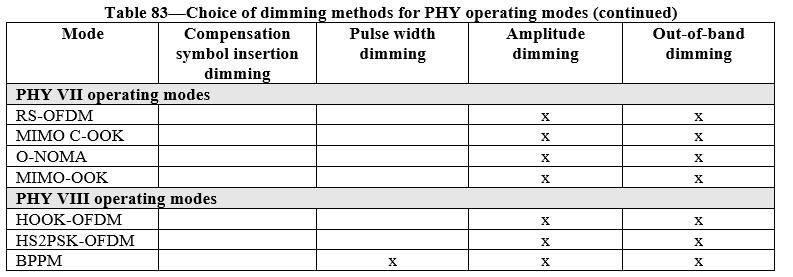 Table 83—Choice of dimming methods for PHY operating modes (continued)
Mode Compensation symbol insertion dimming Pulse width dimming Amplitude dimming Out-of-band dimming
PHY VII operating modes
RS-OFDM x x
MIMO C-OOK x x
O-NOMA x x
MIMO-OOK x x
PHY VIII operating modes
HOOK-OFDM x x
HS2PSK-OFDM x x
BPPM x x x